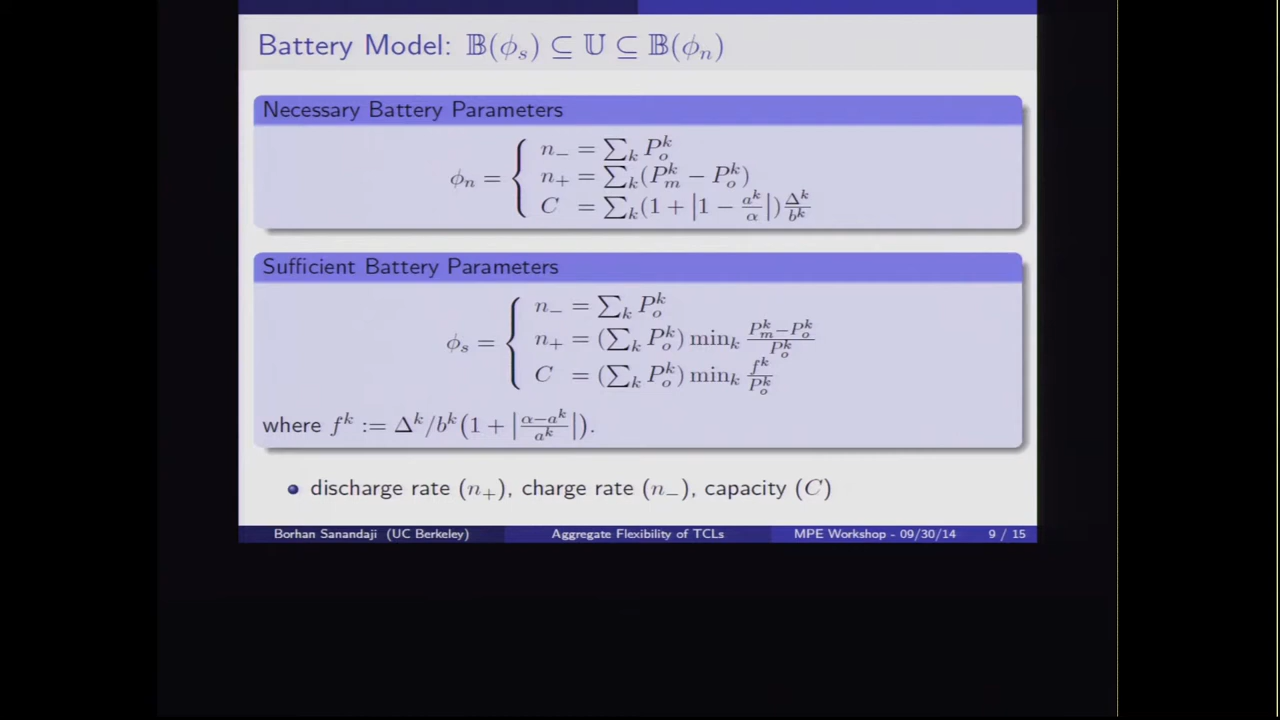 Battery Model: 𝔹(ϕ_s) ⊆ 𝕌 ⊆ 𝔹(ϕ_n)
Necessary Battery Parameters
ϕ_n = { n_− = ∑_k P_o^k
n_+ = ∑_k (P_m^k − P_o^k)
C = ∑_k (1 + |1 − a^k/α|) Δ^k/b^k
Sufficient Battery Parameters
ϕ_s = { n_− = ∑_k P_o^k
n_+ = (∑_k P_o^k) min_k (P_m^k − P_o^k)/P_o^k
C = (∑_k P_o^k) min_k f^k/P_o^k
where f^k := Δ^k/b^k (1 + |(α−a^k)/a^k|).
discharge rate (n_+), charge rate (n_−), capacity (C)
Borhan Sanandaji (UC Berkeley) Aggregate Flexibility of TCLs MPE Workshop - 09/30/14 9 / 15